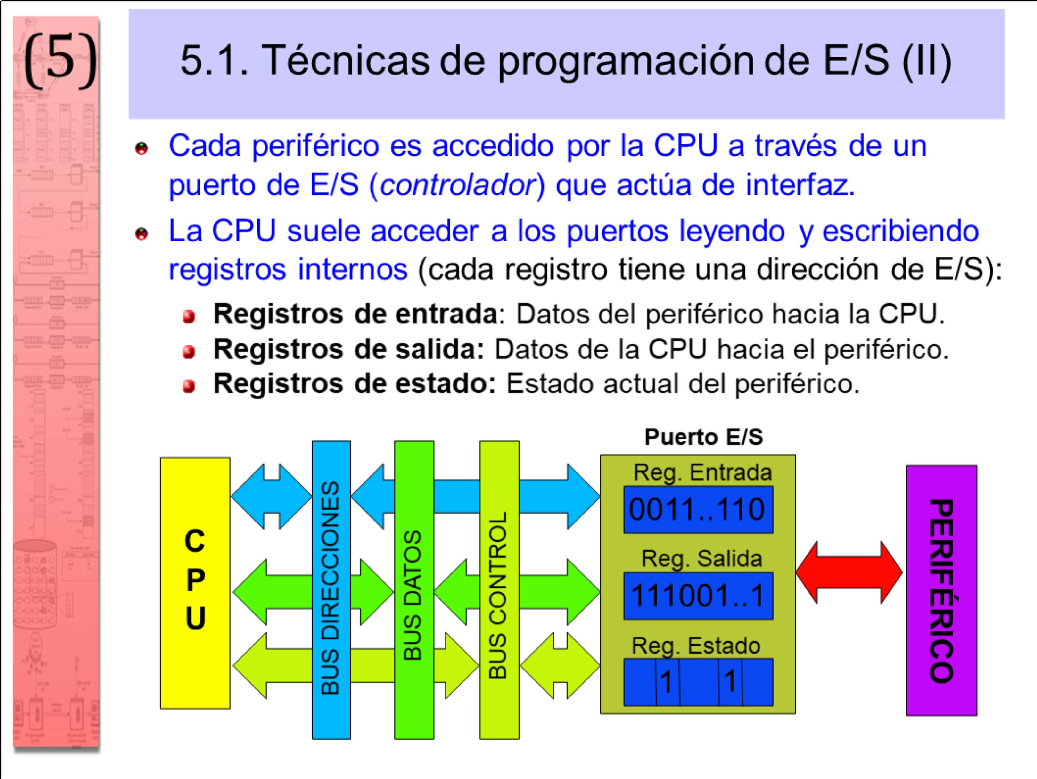 (5)
5.1. Técnicas de programación de E/S (II)
Cada periférico es accedido por la CPU a través de un
puerto de E/S (controlador) que actúa de interfaz.
La CPU suele acceder a los puertos leyendo y escribiendo
registros internos (cada registro tiene una dirección de E/S):
Registros de entrada: Datos del periférico hacia la CPU.
Registros de salida: Datos de la CPU hacia el periférico.
Registros de estado: Estado actual del periférico.
CPU
BUS DIRECCIONES
BUS DATOS
BUS CONTROL
Puerto E/S
Reg. Entrada
0011..110
Reg. Salida
111001..1
Reg. Estado
1 1
PERIFÉRICO